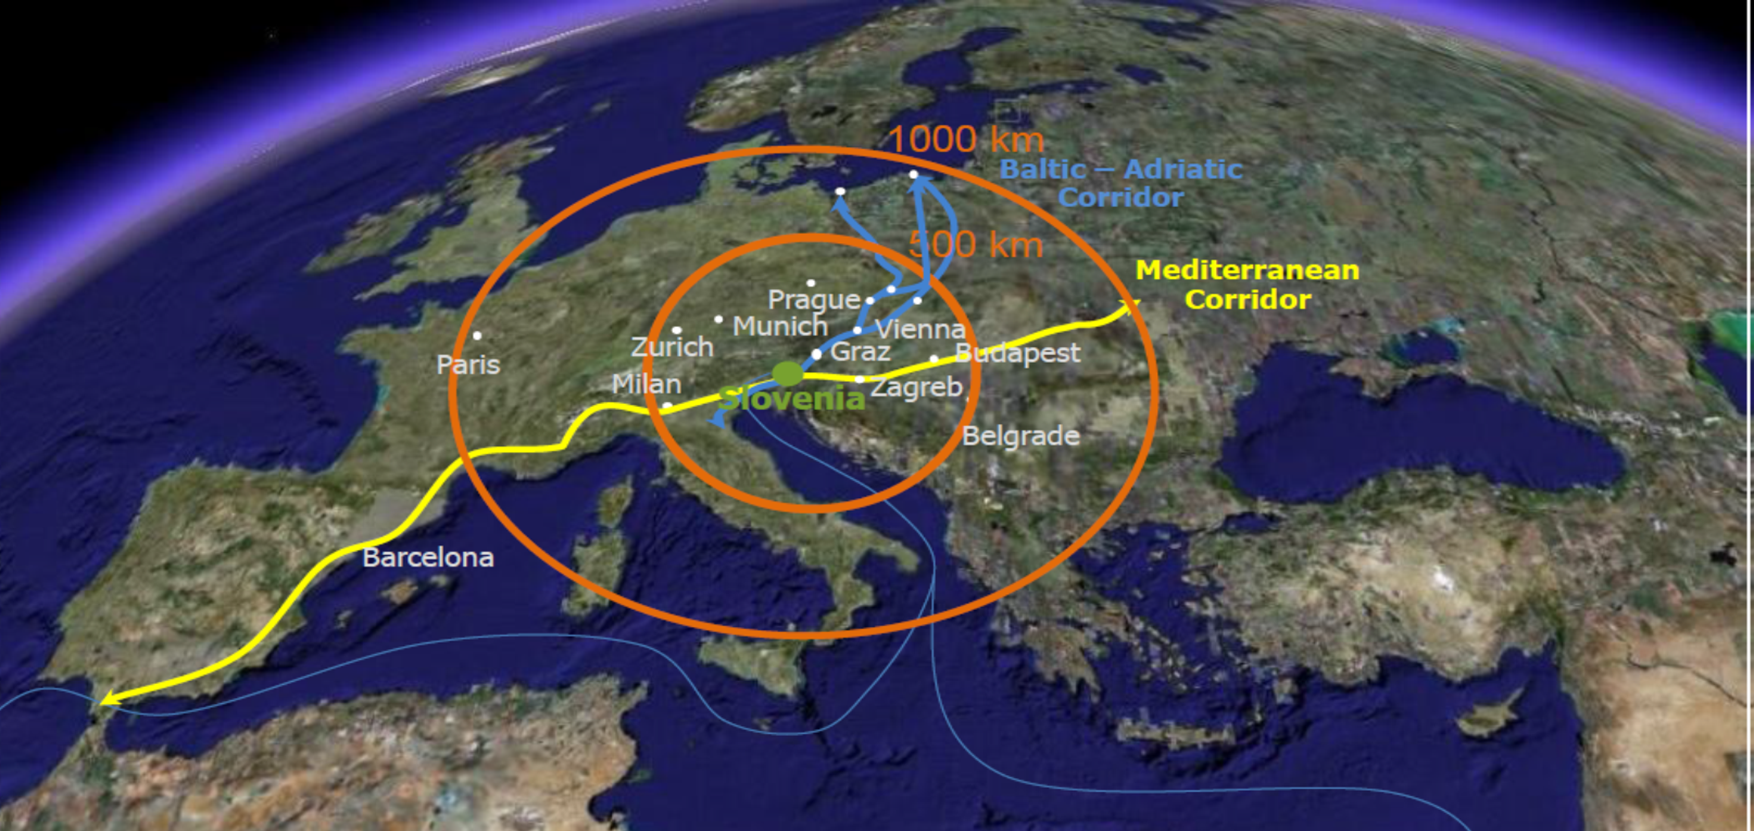 1000 km
Baltic – Adriatic
Corridor
500 km
Mediterranean
Corridor
Prague
Munich
Vienna
Zurich
Graz
Budapest
Paris
Milan
Zagreb
Slovenia
Belgrade
Barcelona